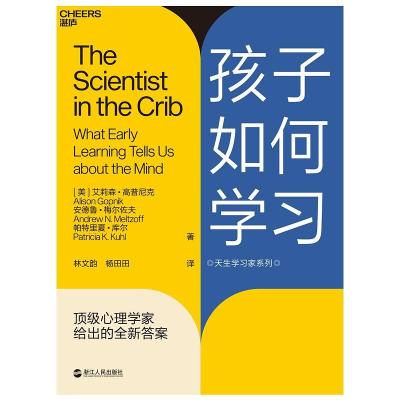 CHEERS
湛庐
The
Scientist
in the Crib
What Early
Learning Tells Us
about the Mind
[ 美 ] 艾莉森·高普尼克
Alison Gopnik
安德鲁·梅尔佐夫
Andrew N. Meltzoff
帕特里夏·库尔
Patricia K. Kuhl 著
林文韵 杨田田 译
孩子
如何
学习
◎天生学习家系列◎
顶级心理学家
给出的全新答案
浙江人民出版社